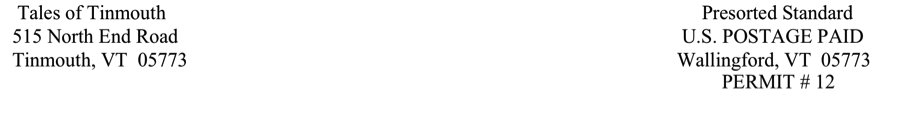 Tales of Tinmouth
515 North End Road
Tinmouth, VT 05773
Presorted Standard
U.S. POSTAGE PAID
Wallingford, VT 05773
PERMIT # 12